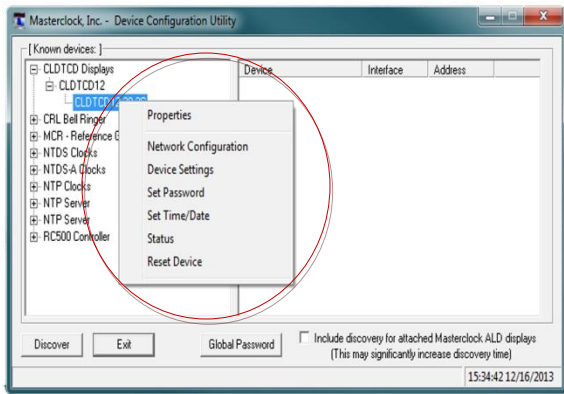 Masterclock, Inc. - Device Configuration Utility
[ Known devices: ]
CLDTCD Displays
CLDTCD12
CLDTCD12
CRL Bell Ringer
MCR - Reference
NTDS Clocks
NTDS-A Clocks
NTP Clocks
NTP Server
NTP Server
RC500 Controller
Device Interface Address
Properties
Network Configuration
Device Settings
Set Password
Set Time/Date
Status
Reset Device
Discover Exit Global Password
Include discovery for attached Masterclock ALD displays
(This may significantly increase discovery time)
15:34:42 12/16/2013